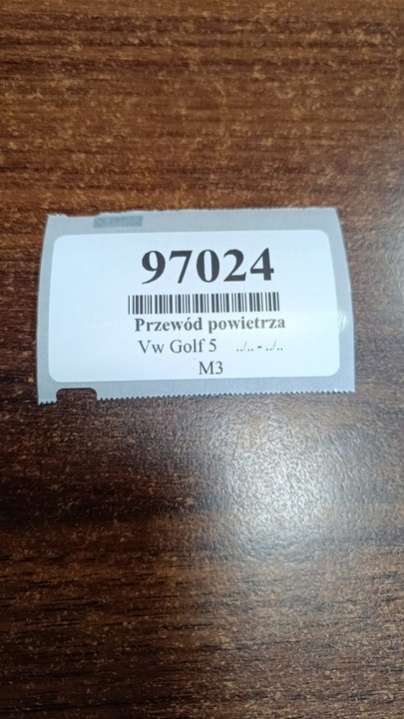 97024
Przewód powietrza
Vw Golf 5 ../.. - ../..
M3